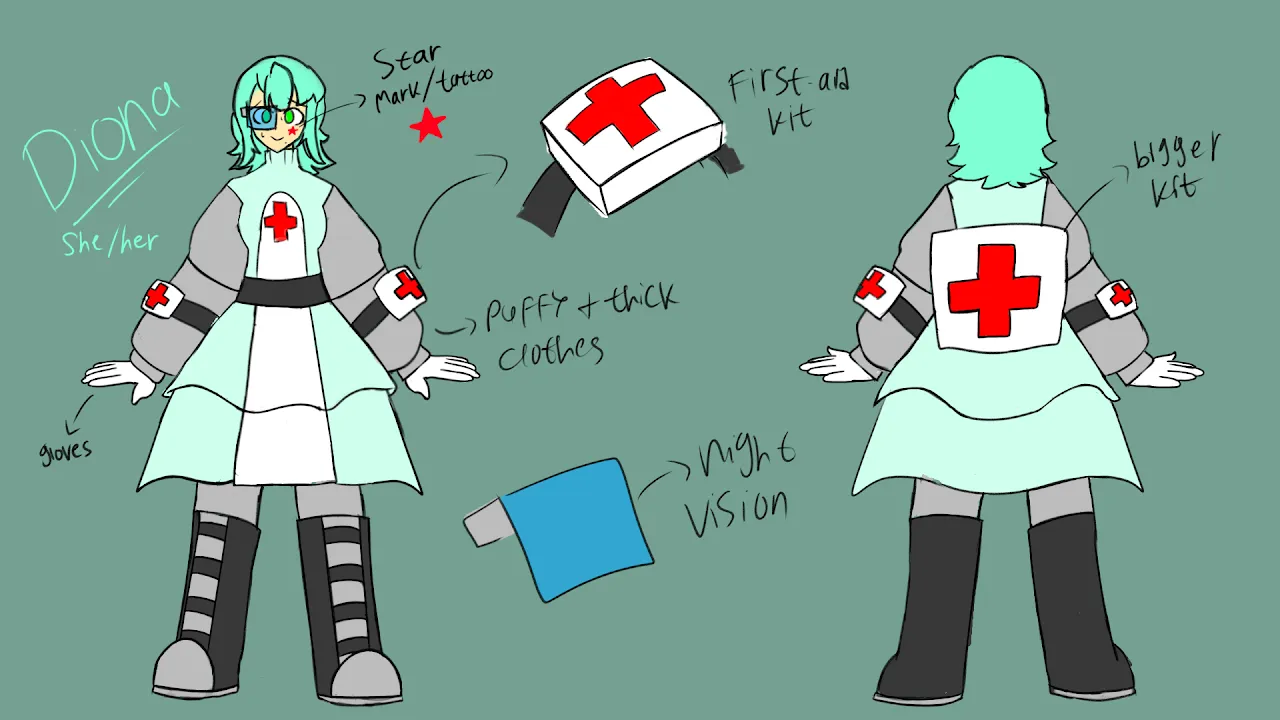 Diona
She/her
Star
mark/tattoo
First-aid
kit
bigger
kit
puffy + thick
clothes
gloves
night
vision